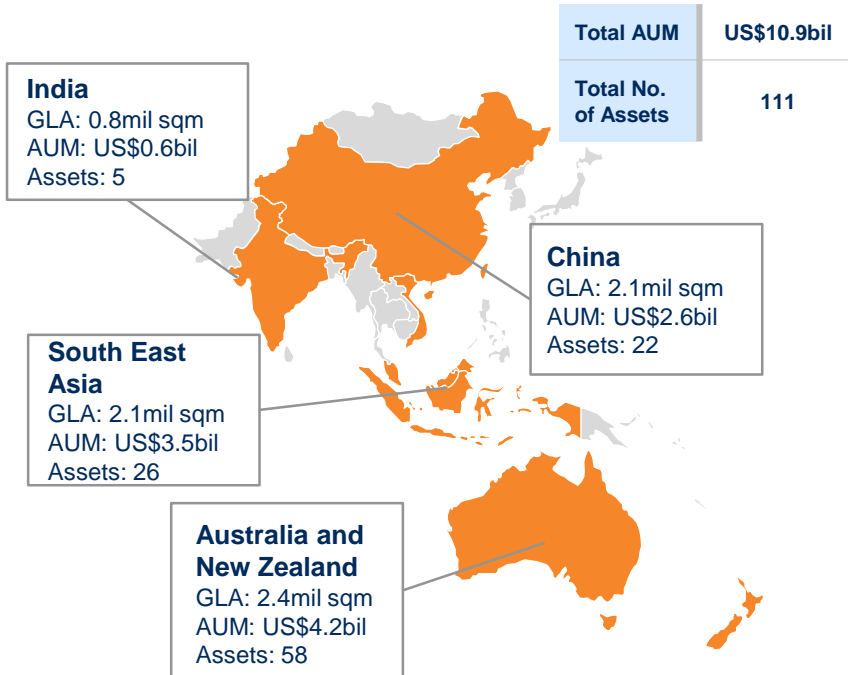 Total AUM US$10.9bil
Total No.
of Assets 111
India
GLA: 0.8mil sqm
AUM: US$0.6bil
Assets: 5
China
GLA: 2.1mil sqm
AUM: US$2.6bil
Assets: 22
South East
Asia
GLA: 2.1mil sqm
AUM: US$3.5bil
Assets: 26
Australia and
New Zealand
GLA: 2.4mil sqm
AUM: US$4.2bil
Assets: 58